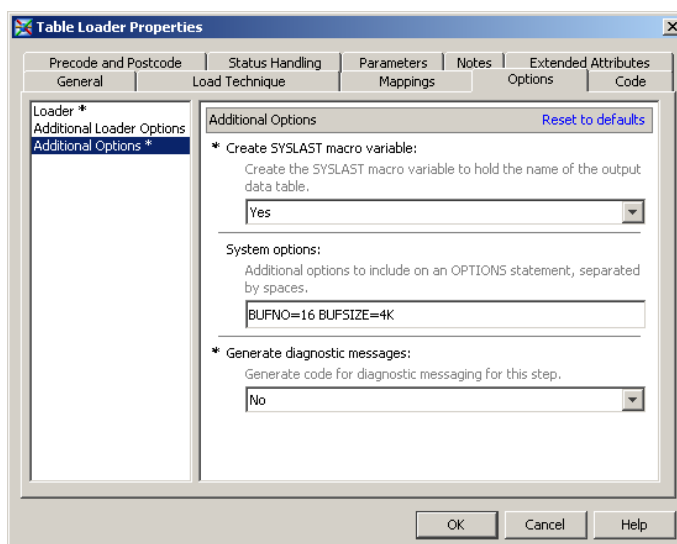 Table Loader Properties
Precode and Postcode
Status Handling
Parameters
Notes
Extended Attributes
General
Load Technique
Mappings
Options
Code
Loader *
Additional Loader Options
Additional Options *
Additional Options
Reset to defaults
* Create SYSLAST macro variable:
Create the SYSLAST macro variable to hold the name of the output
data table.
Yes
System options:
Additional options to include on an OPTIONS statement, separated
by spaces.
BUFNO=16 BUFSIZE=4K
* Generate diagnostic messages:
Generate code for diagnostic messaging for this step.
No
OK
Cancel
Help